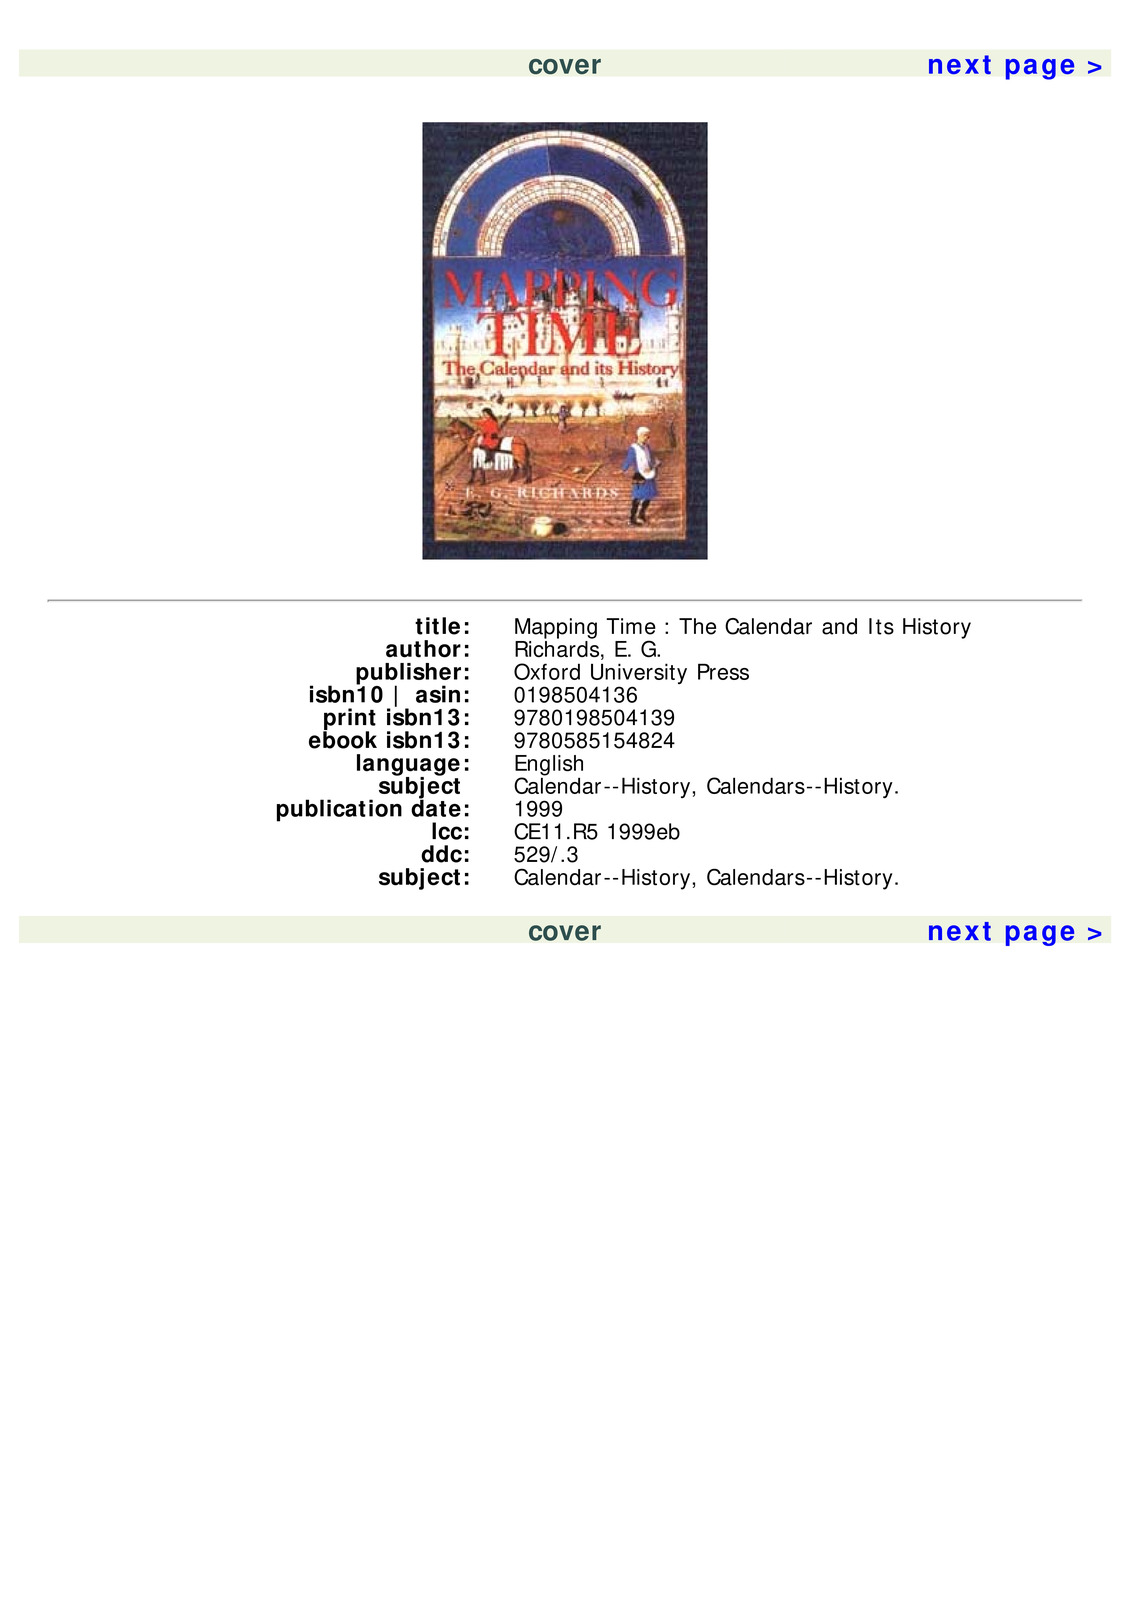 cover
next page >
MAPPING
TIME
The Calendar and its History
E. G. RICHARDS
title: Mapping Time : The Calendar and Its History
author: Richards, E. G.
publisher: Oxford University Press
isbn10 | asin: 0198504136
print isbn13: 9780198504139
ebook isbn13: 9780585154824
language: English
subject Calendar--History, Calendars--History.
publication date: 1999
lcc: CE11.R5 1999eb
ddc: 529/.3
subject: Calendar--History, Calendars--History.
cover
next page >